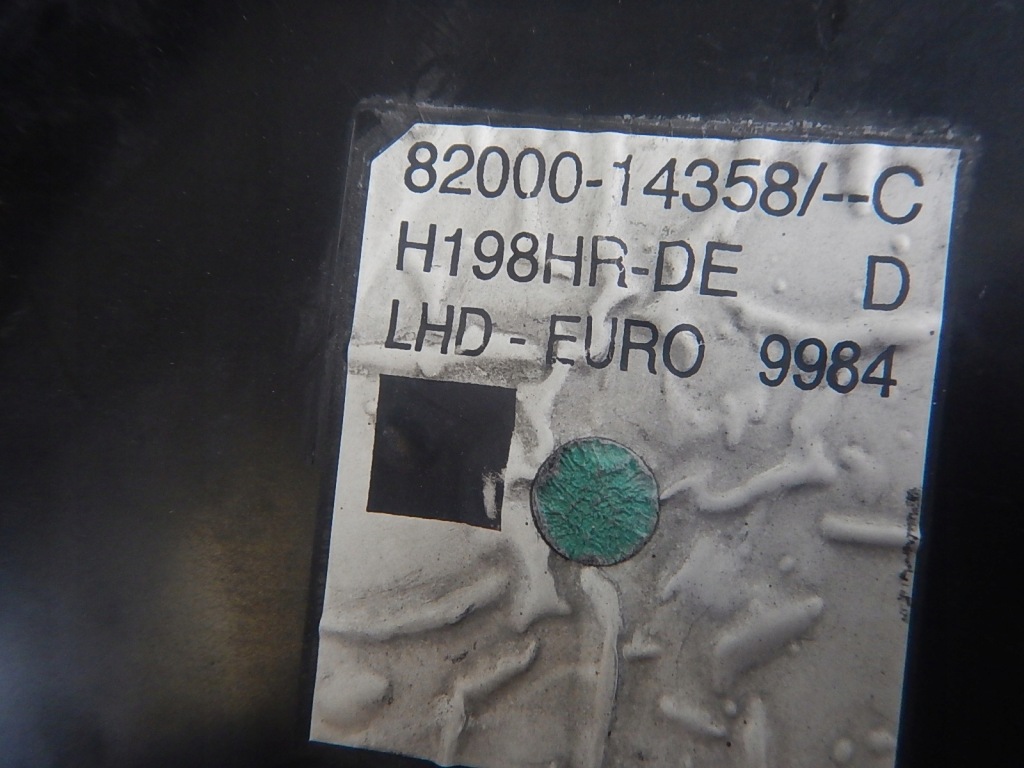 82000-14358/--C
H198HR-DE D
LHD - EURO 9984